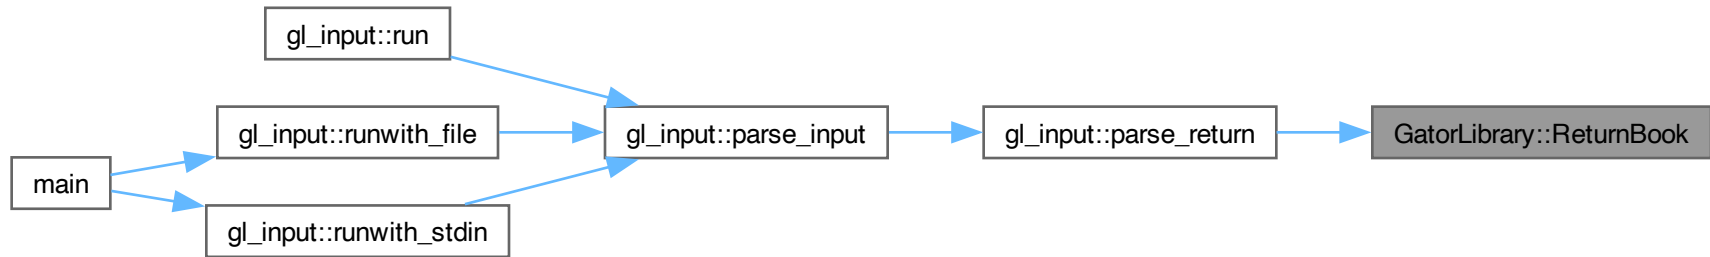 gl_input::run
gl_input::runwith_file
gl_input::parse_input
gl_input::parse_return
GatorLibrary::ReturnBook
main
gl_input::runwith_stdin